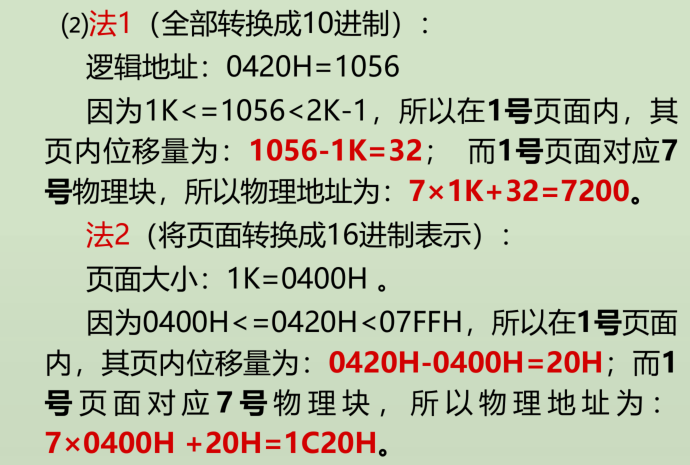 ⑵法1（全部转换成10进制）:
逻辑地址：0420H=1056
因为1K<=1056<2K-1，所以在1号页面内，其
页内位移量为：1056-1K=32； 而1号页面对应7
号物理块，所以物理地址为：7×1K+32=7200。
法2（将页面转换成16进制表示）:
页面大小：1K=0400H 。
因为0400H<=0420H<07FFH，所以在1号页面
内，其页内位移量为：0420H-0400H=20H；而1
号页面对应7号物理块，所以物理地址为：
7×0400H +20H=1C20H。